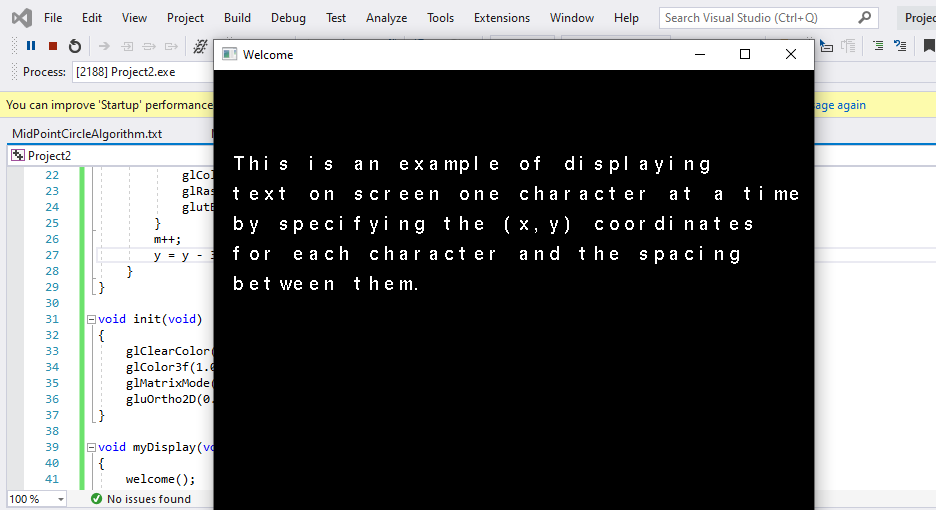 File Edit View Project Build Debug Test Analyze Tools Extensions Window Help Search Visual Studio (Ctrl+Q)
Process: [2188] Project2.exe
Welcome
You can improve 'Startup' performance
again
MidPointCircleAlgorithm.txt
Project2
This is an example of displaying
text on screen one character at a time
by specifying the (x,y) coordinates
for each character and the spacing
between them.
22 glCol
23 glRas
24 glutB
25 }
26 m++;
27 y = y - 3
28 }
29 }
30
31 void init(void)
32 {
33 glClearColor(
34 glColor3f(1.0
35 glMatrixMode(
36 gluOrtho2D(0.
37 }
38
39 void myDisplay(vo
40 {
41 welcome();
100 % No issues found